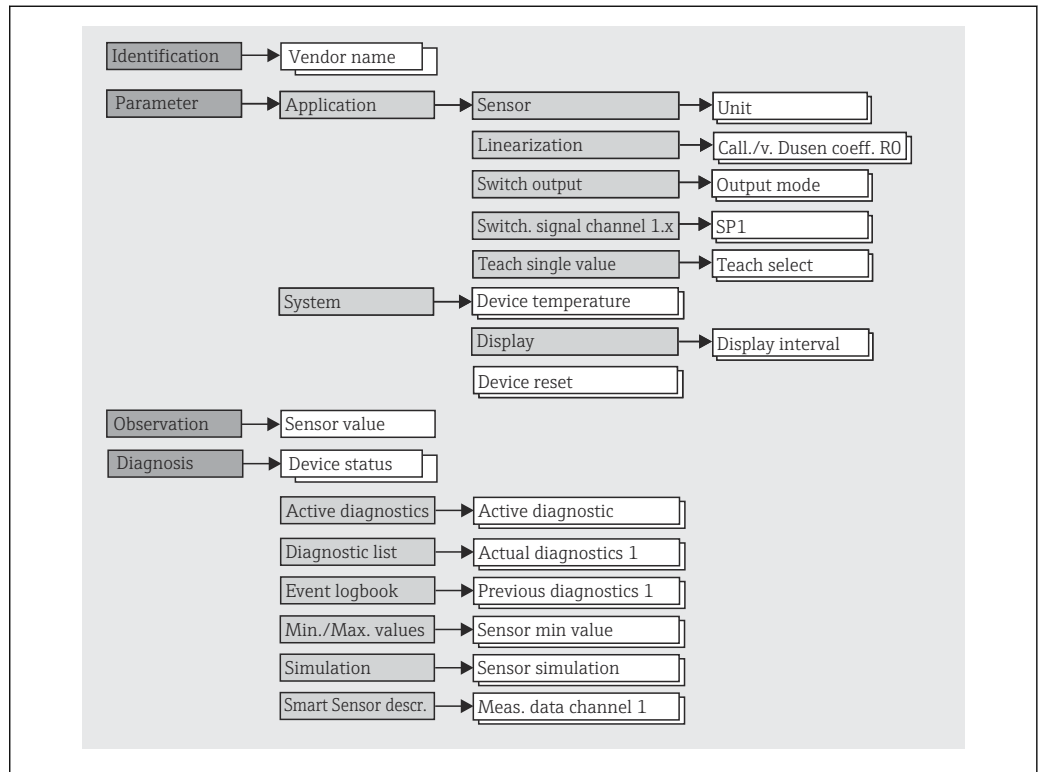 Identification
Vendor name
Parameter
Application
Sensor
Unit
Linearization
Call./v. Dusen coeff. R0
Switch output
Output mode
Switch. signal channel 1.x
SP1
Teach single value
Teach select
System
Device temperature
Display
Display interval
Device reset
Observation
Sensor value
Diagnosis
Device status
Active diagnostics
Active diagnostic
Diagnostic list
Actual diagnostics 1
Event logbook
Previous diagnostics 1
Min./Max. values
Sensor min value
Simulation
Sensor simulation
Smart Sensor descr.
Meas. data channel 1